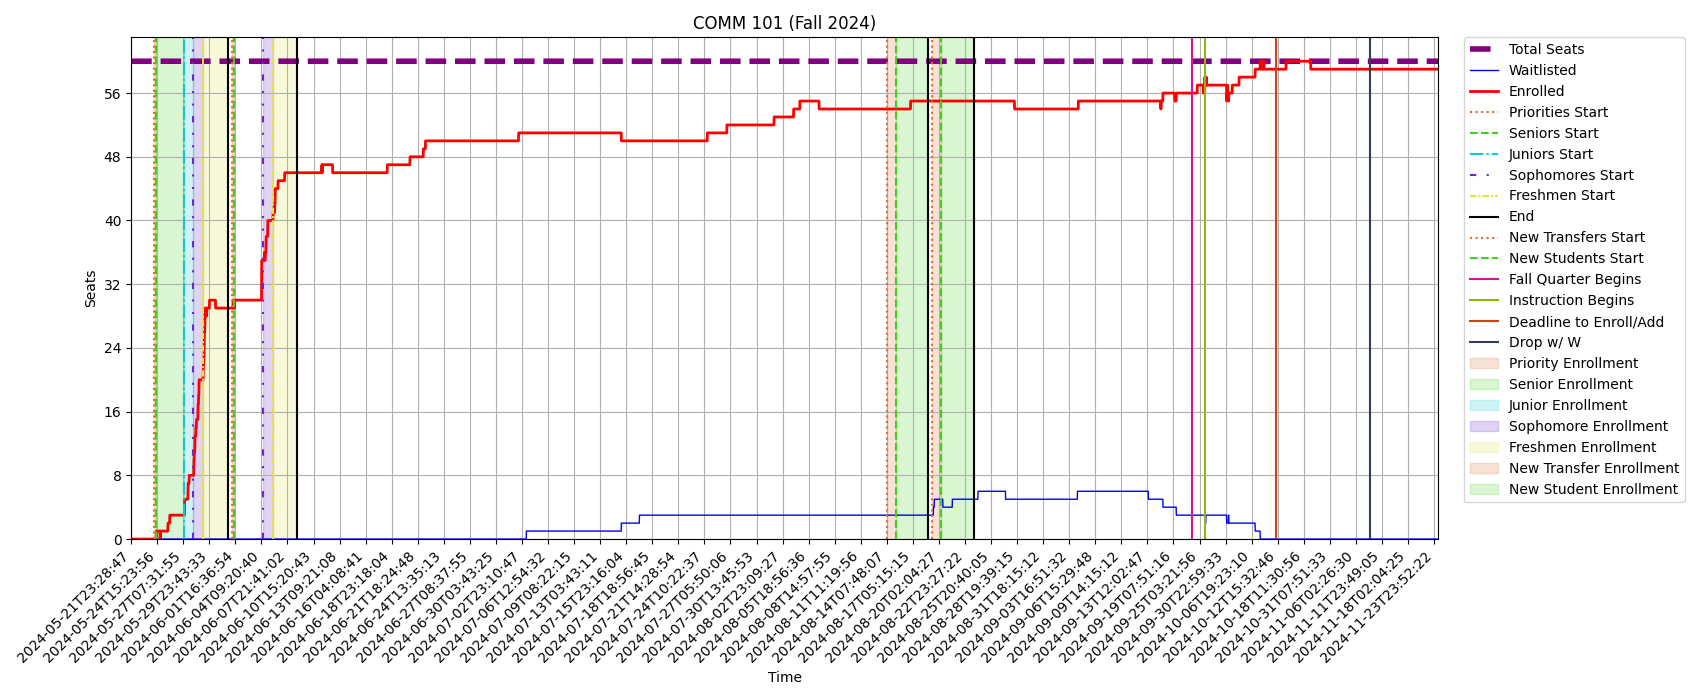 COMM 101 (Fall 2024)
Seats
56
48
40
32
24
16
8
0
2024-05-21T23:28:47
2024-05-24T15:23:56
2024-05-27T07:31:55
2024-05-29T23:43:33
2024-06-01T16:36:54
2024-06-04T09:20:40
2024-06-07T21:41:02
2024-06-10T15:20:43
2024-06-13T09:21:08
2024-06-16T04:08:41
2024-06-18T23:18:04
2024-06-21T18:24:48
2024-06-24T13:35:13
2024-06-27T08:37:55
2024-06-30T03:43:25
2024-07-02T23:10:47
2024-07-06T12:54:32
2024-07-09T08:22:15
2024-07-13T03:43:11
2024-07-15T23:16:04
2024-07-18T18:56:45
2024-07-21T14:28:54
2024-07-24T10:22:37
2024-07-27T05:50:06
2024-07-30T13:45:53
2024-08-02T23:09:27
2024-08-05T18:56:36
2024-08-08T14:57:55
2024-08-11T11:19:56
2024-08-14T07:48:07
2024-08-17T05:15:15
2024-08-20T02:04:27
2024-08-22T23:27:22
2024-08-25T20:40:05
2024-08-28T19:39:15
2024-08-31T18:15:12
2024-09-03T16:51:32
2024-09-06T15:29:48
2024-09-09T14:15:12
2024-09-13T12:02:47
2024-09-19T07:51:16
2024-09-25T03:21:56
2024-09-30T22:59:33
2024-10-06T19:23:10
2024-10-12T15:32:46
2024-10-18T11:30:56
2024-10-31T07:51:33
2024-11-06T02:26:30
2024-11-11T23:49:05
2024-11-18T02:04:25
2024-11-23T23:52:22
Time
Total Seats
Waitlisted
Enrolled
Priorities Start
Seniors Start
Juniors Start
Sophomores Start
Freshmen Start
End
New Transfers Start
New Students Start
Fall Quarter Begins
Instruction Begins
Deadline to Enroll/Add
Drop w/ W
Priority Enrollment
Senior Enrollment
Junior Enrollment
Sophomore Enrollment
Freshmen Enrollment
New Transfer Enrollment
New Student Enrollment